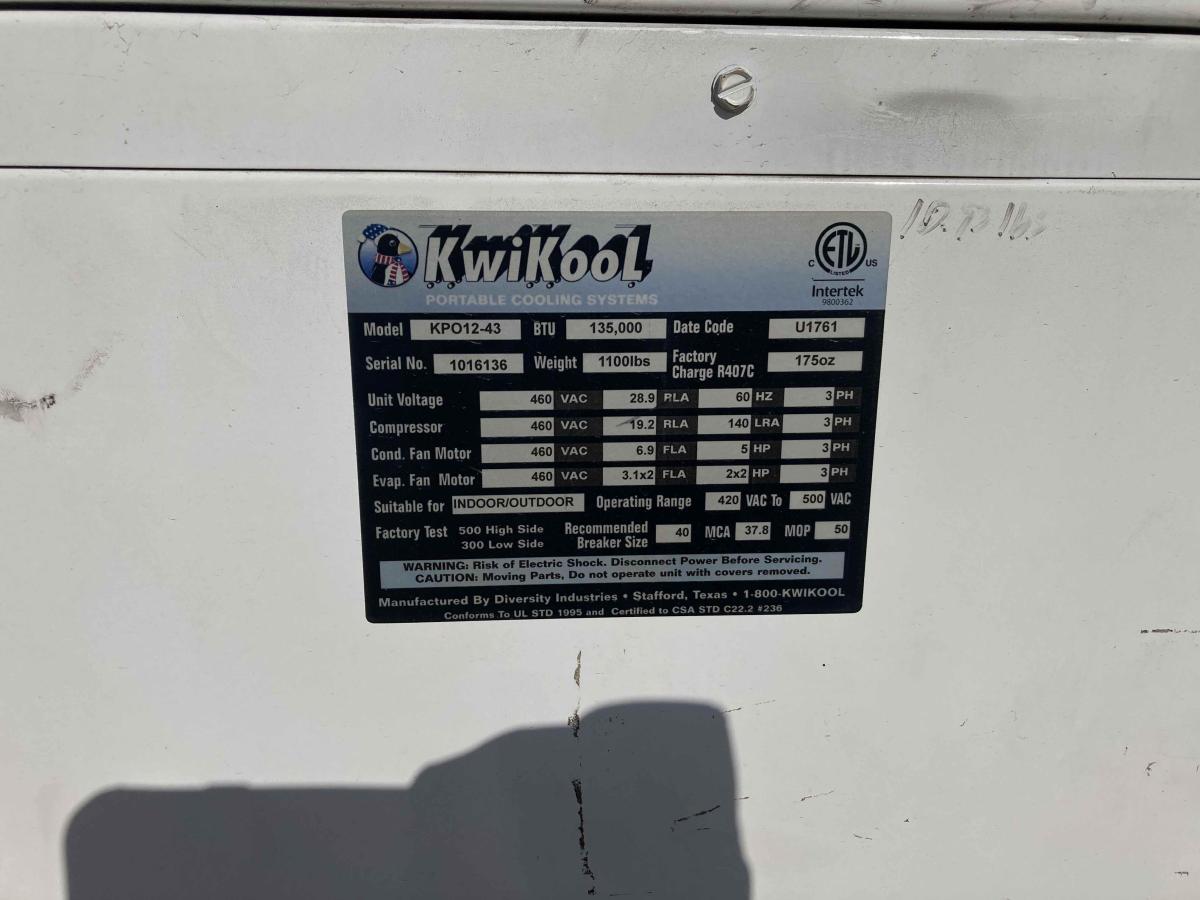 KwiKool
PORTABLE COOLING SYSTEMS
C ETL US
LISTED
Intertek
9800362
lbs
Model KPO12-43 BTU 135,000 Date Code U1761
Serial No. 1016136 Weight 1100lbs Factory Charge R407C 175oz
Unit Voltage 460 VAC 28.9 RLA 60 HZ 3 PH
Compressor 460 VAC 19.2 RLA 140 LRA 3 PH
Cond. Fan Motor 460 VAC 6.9 FLA 5 HP 3 PH
Evap. Fan Motor 460 VAC 3.1x2 FLA 2x2 HP 3 PH
Suitable for INDOOR/OUTDOOR Operating Range 420 VAC To 500 VAC
Factory Test 500 High Side Recommended Breaker Size 40 MCA 37.8 MOP 50
300 Low Side
WARNING: Risk of Electric Shock. Disconnect Power Before Servicing.
CAUTION: Moving Parts, Do not operate unit with covers removed.
Manufactured By Diversity Industries • Stafford, Texas • 1-800-KWIKOOL
Conforms To UL STD 1995 and Certified to CSA STD C22.2 #236